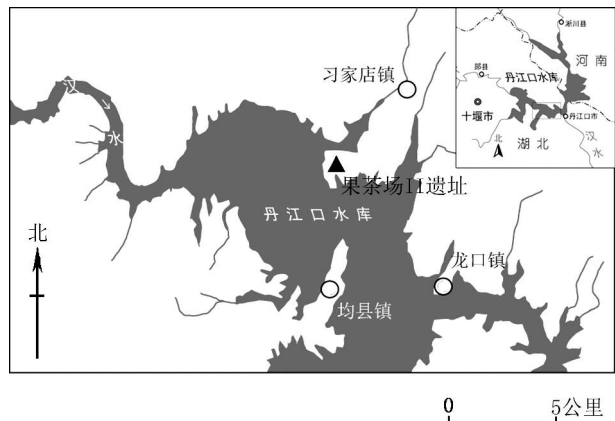 习家店镇
汉
水
果茶场II遗址
丹江口水库
龙口镇
均县镇
北
淅川县
河南
郧县
丹江口水库
十堰市
丹江口市
北
湖北
汉
水
0 5公里